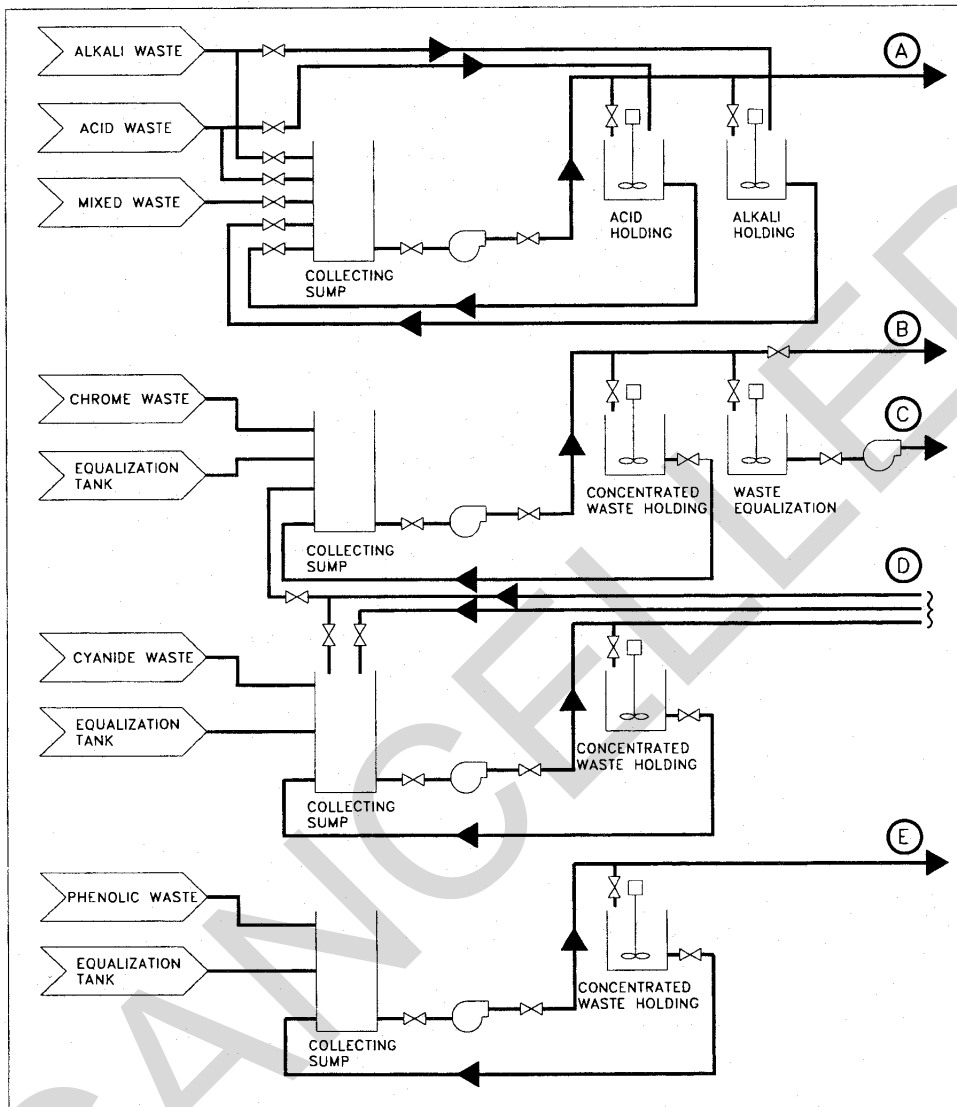 ALKALI WASTE
A
ACID WASTE
MIXED WASTE
ACID
HOLDING
ALKALI
HOLDING
COLLECTING
SUMP
B
CHROME WASTE
C
EQUALIZATION
TANK
CONCENTRATED
WASTE HOLDING
WASTE
EQUALIZATION
COLLECTING
SUMP
D
CYANIDE WASTE
EQUALIZATION
TANK
CONCENTRATED
WASTE HOLDING
COLLECTING
SUMP
E
PHENOLIC WASTE
EQUALIZATION
TANK
CONCENTRATED
WASTE HOLDING
COLLECTING
SUMP
CANCELLED